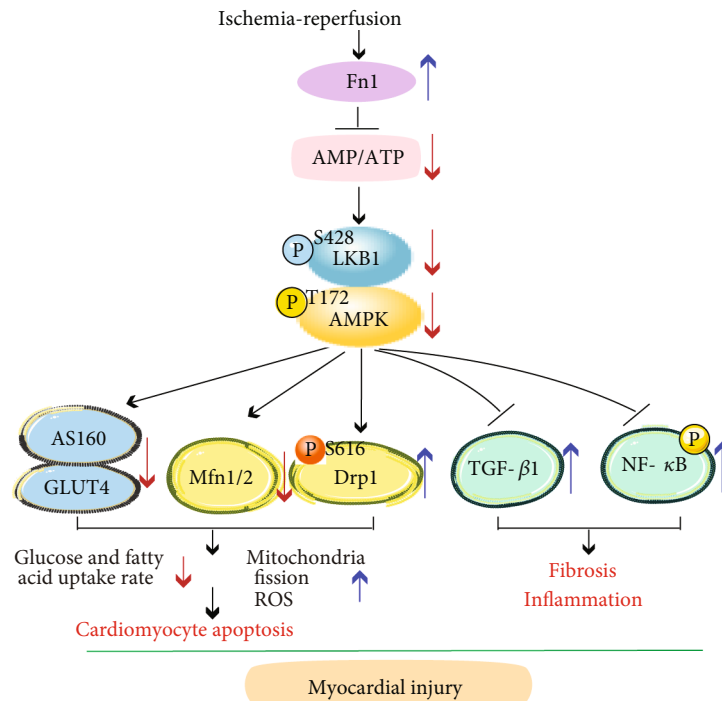 Ischemia-reperfusion
Fn1
AMP/ATP
P
S428
LKB1
P
T172
AMPK
AS160
GLUT4
Mfn1/2
P
S616
Drp1
TGF-β1
P
NF-κB
Glucose and fatty
acid uptake rate
Mitochondria
fission
ROS
Fibrosis
Inflammation
Cardiomyocyte apoptosis
Myocardial injury